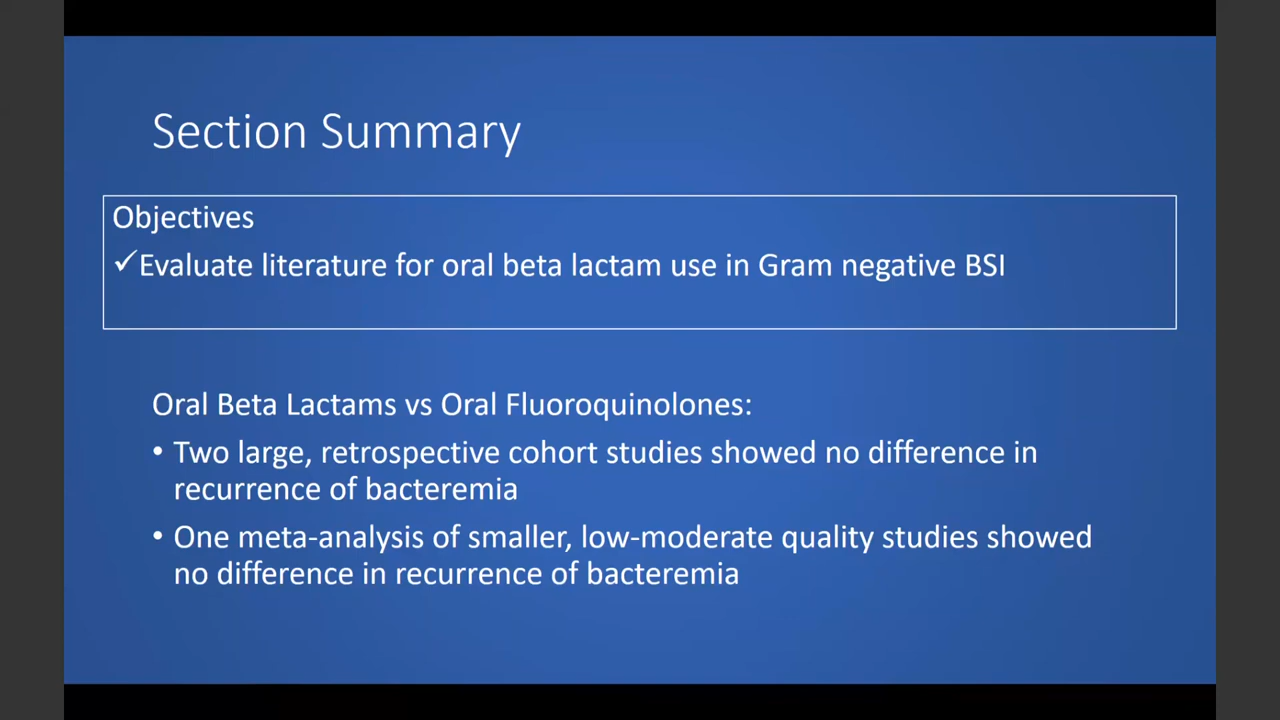 Section Summary
Objectives
✓Evaluate literature for oral beta lactam use in Gram negative BSI
Oral Beta Lactams vs Oral Fluoroquinolones:
• Two large, retrospective cohort studies showed no difference in
recurrence of bacteremia
• One meta-analysis of smaller, low-moderate quality studies showed
no difference in recurrence of bacteremia